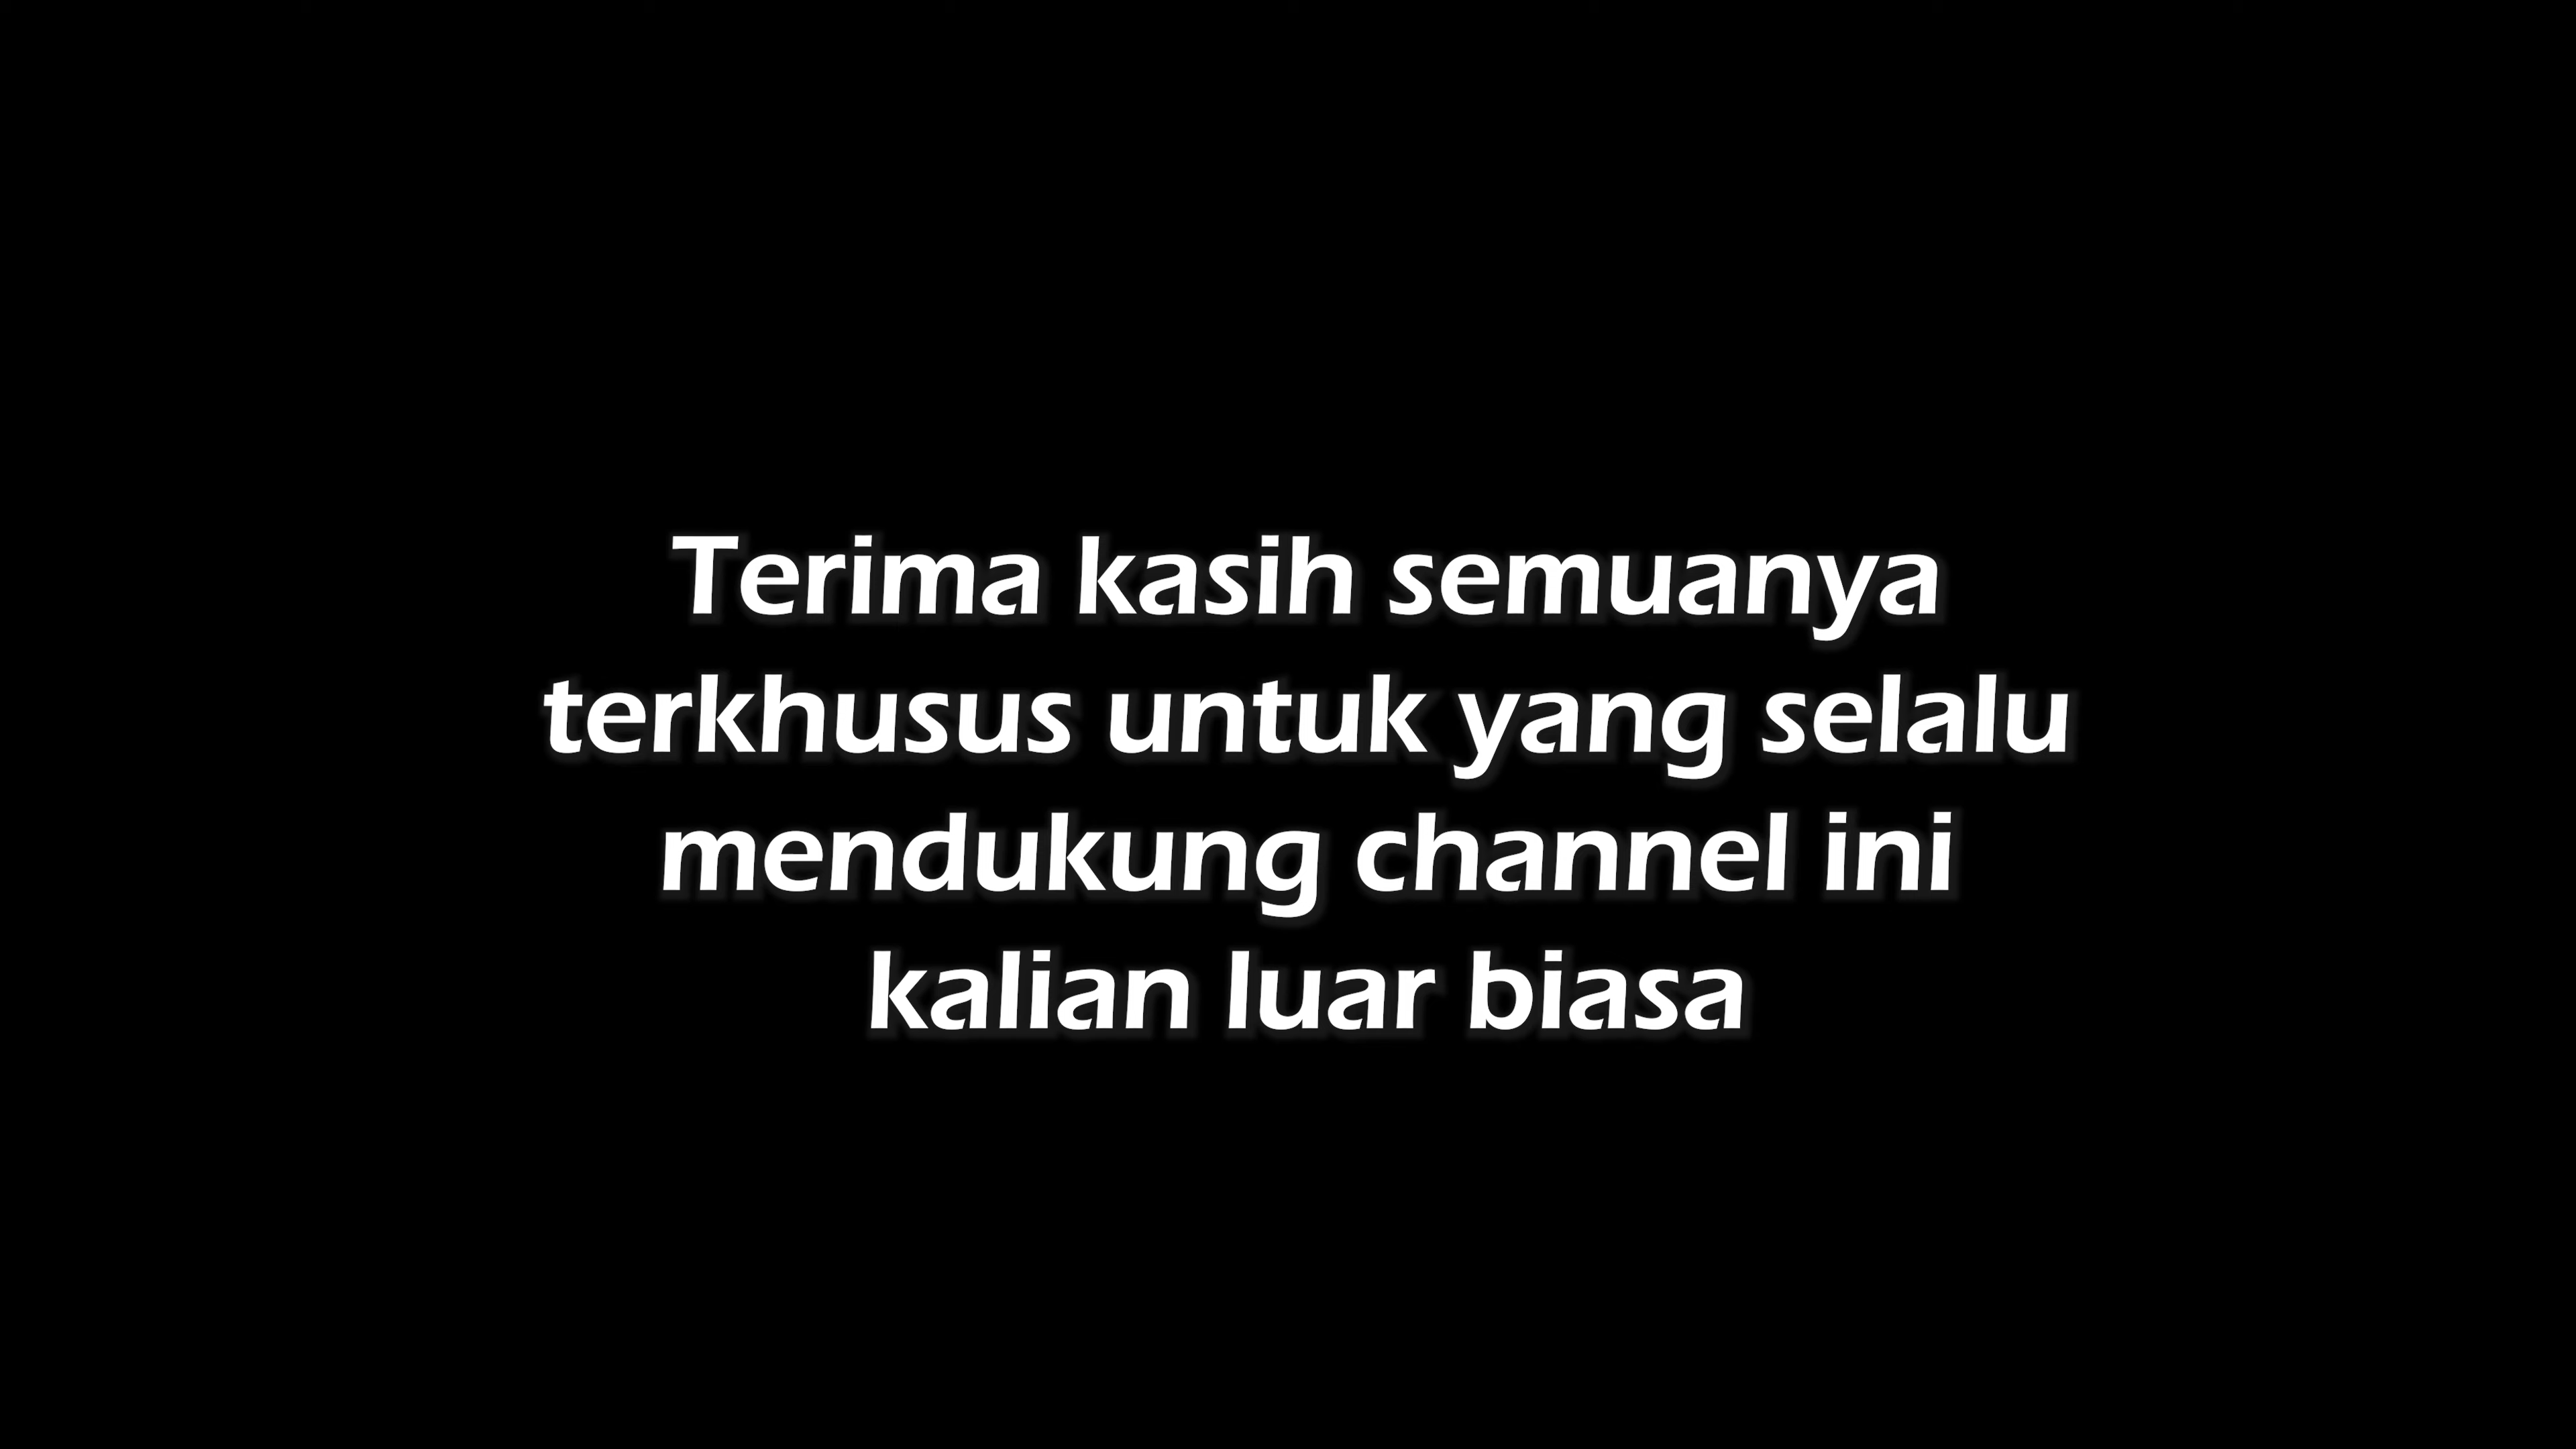 Terima kasih semuanya
terkhusus untuk yang selalu
mendukung channel ini
kalian luar biasa